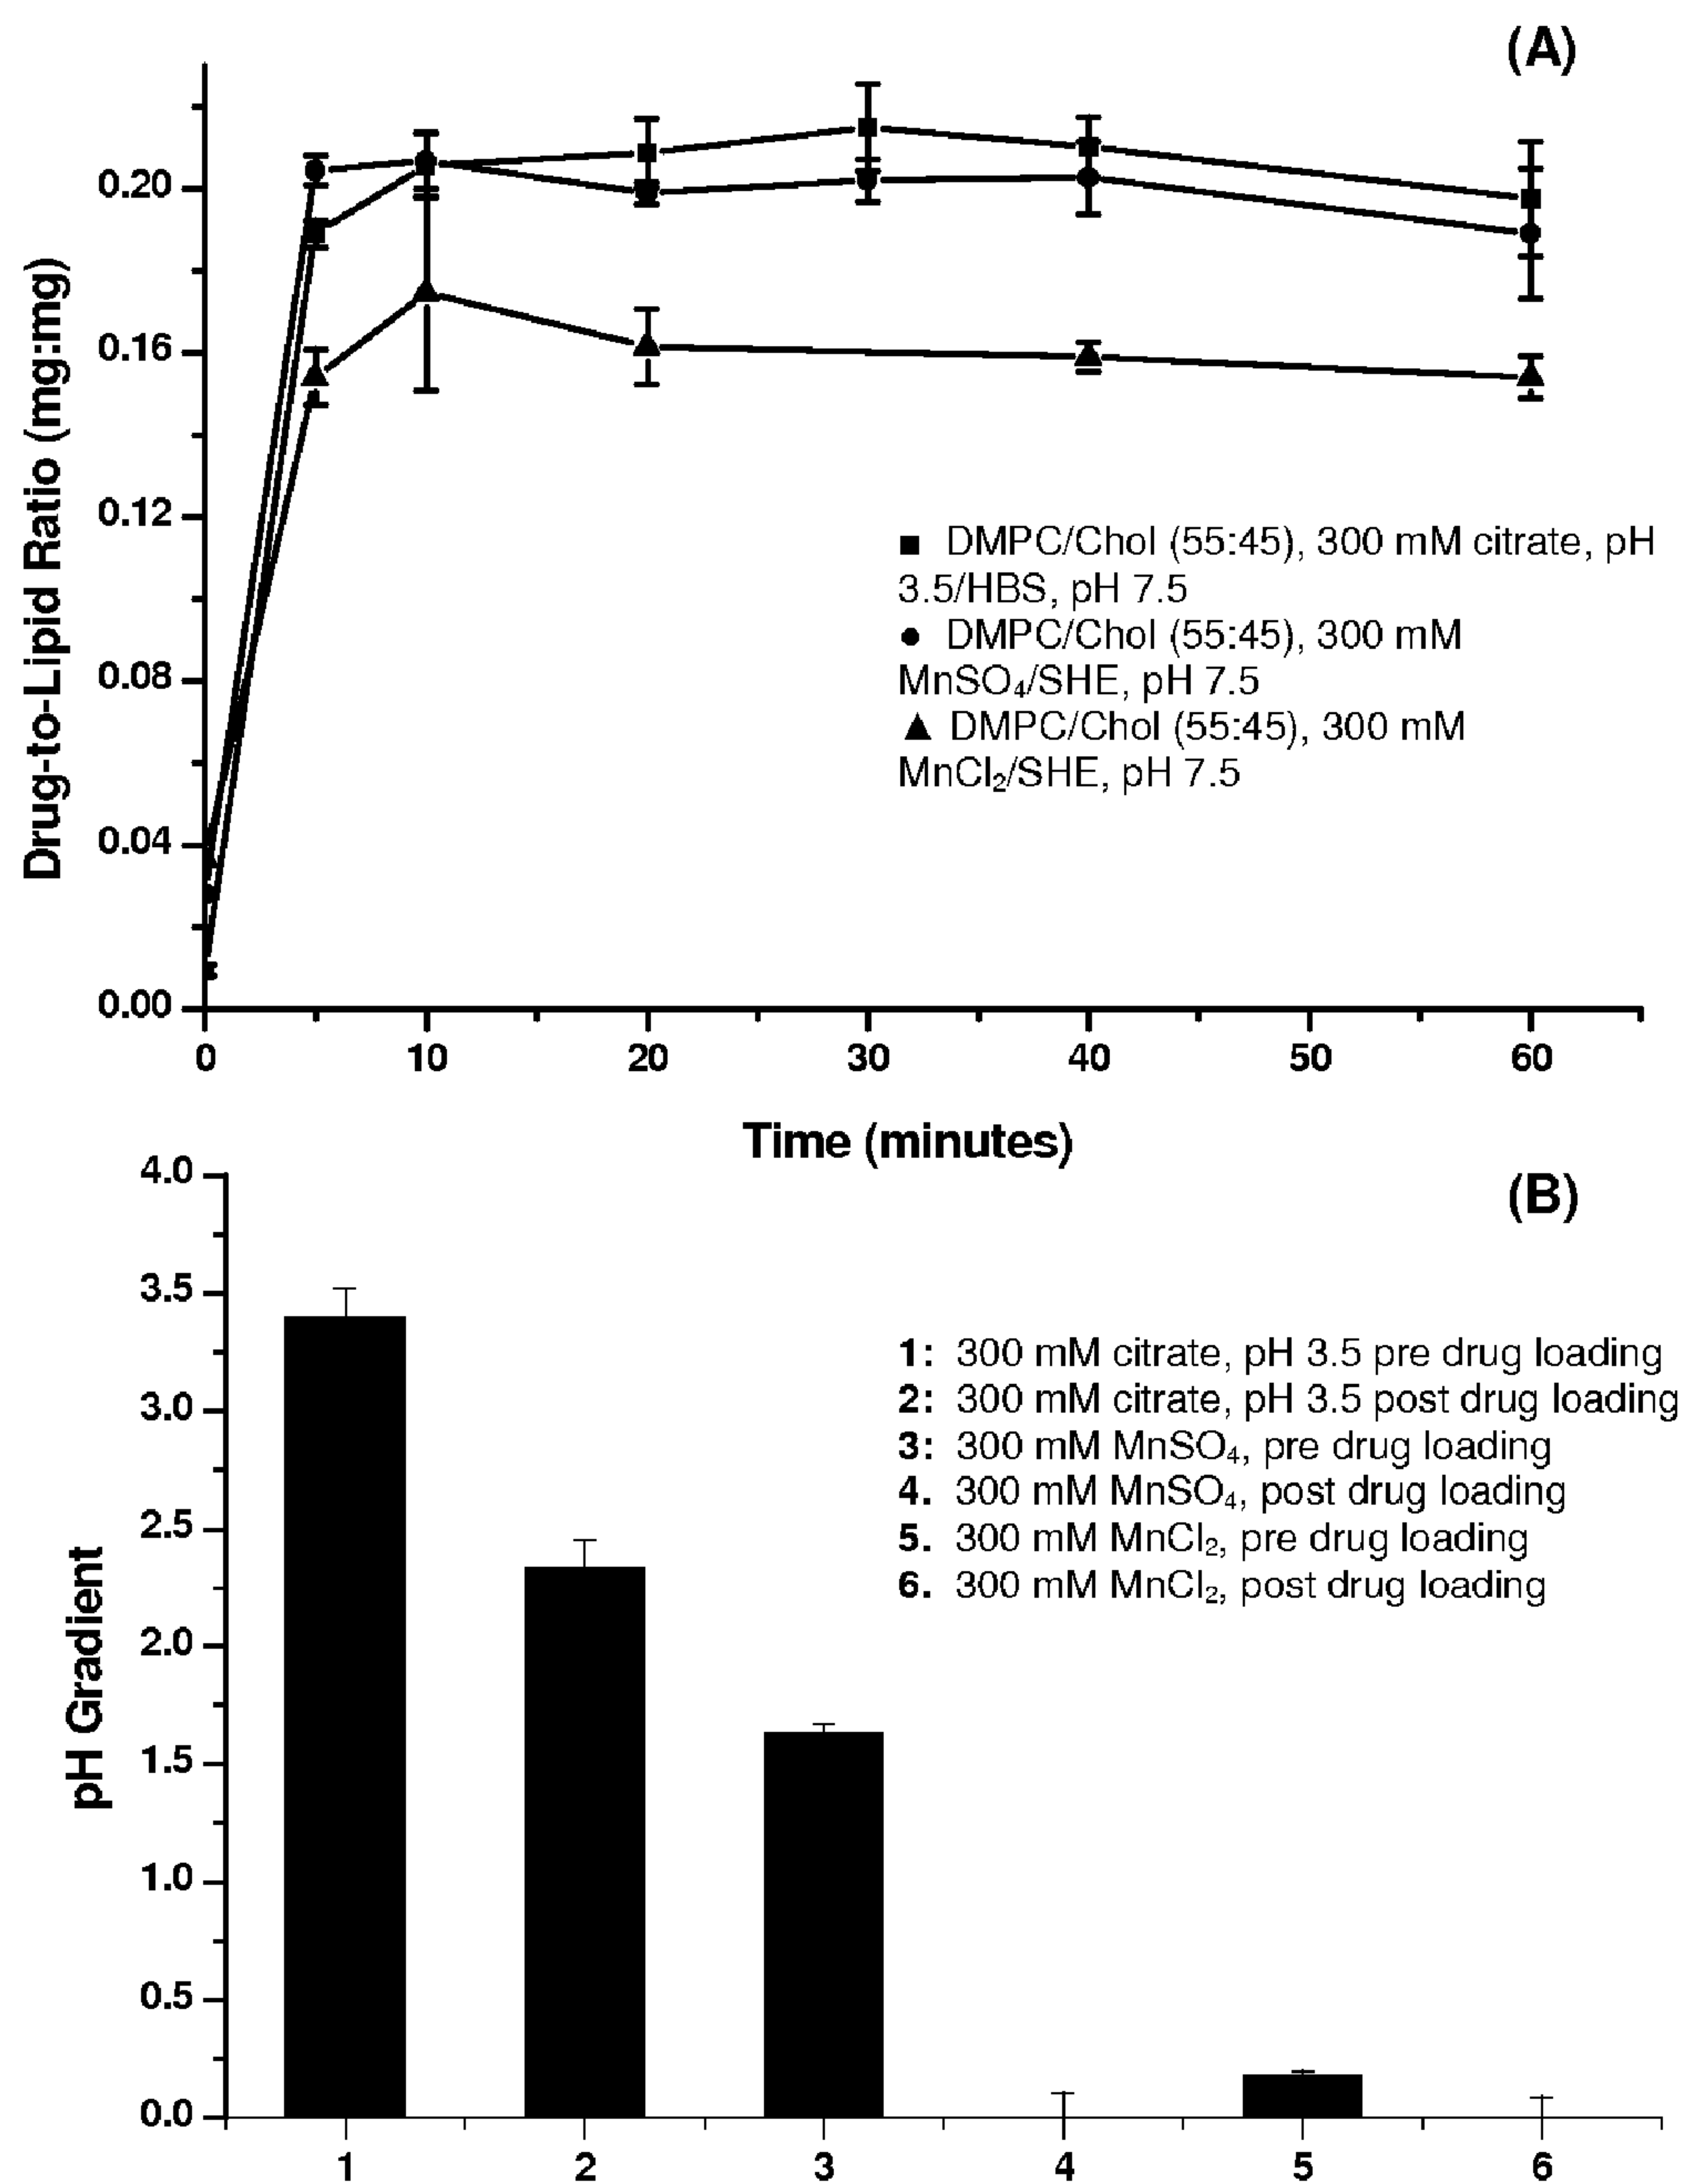 (A)
0.20
0.16
0.12
0.08
0.04
0.00
Drug-to-Lipid Ratio (mg:mg)
■ DMPC/Chol (55:45), 300 mM citrate, pH
3.5/HBS, pH 7.5
● DMPC/Chol (55:45), 300 mM
MnSO₄/SHE, pH 7.5
▲ DMPC/Chol (55:45), 300 mM
MnCl₂/SHE, pH 7.5
0 10 20 30 40 50 60
Time (minutes)
(B)
4.0
3.5
3.0
2.5
2.0
1.5
1.0
0.5
0.0
pH Gradient
1: 300 mM citrate, pH 3.5 pre drug loading
2: 300 mM citrate, pH 3.5 post drug loading
3: 300 mM MnSO₄, pre drug loading
4. 300 mM MnSO₄, post drug loading
5. 300 mM MnCl₂, pre drug loading
6. 300 mM MnCl₂, post drug loading
1 2 3 4 5 6